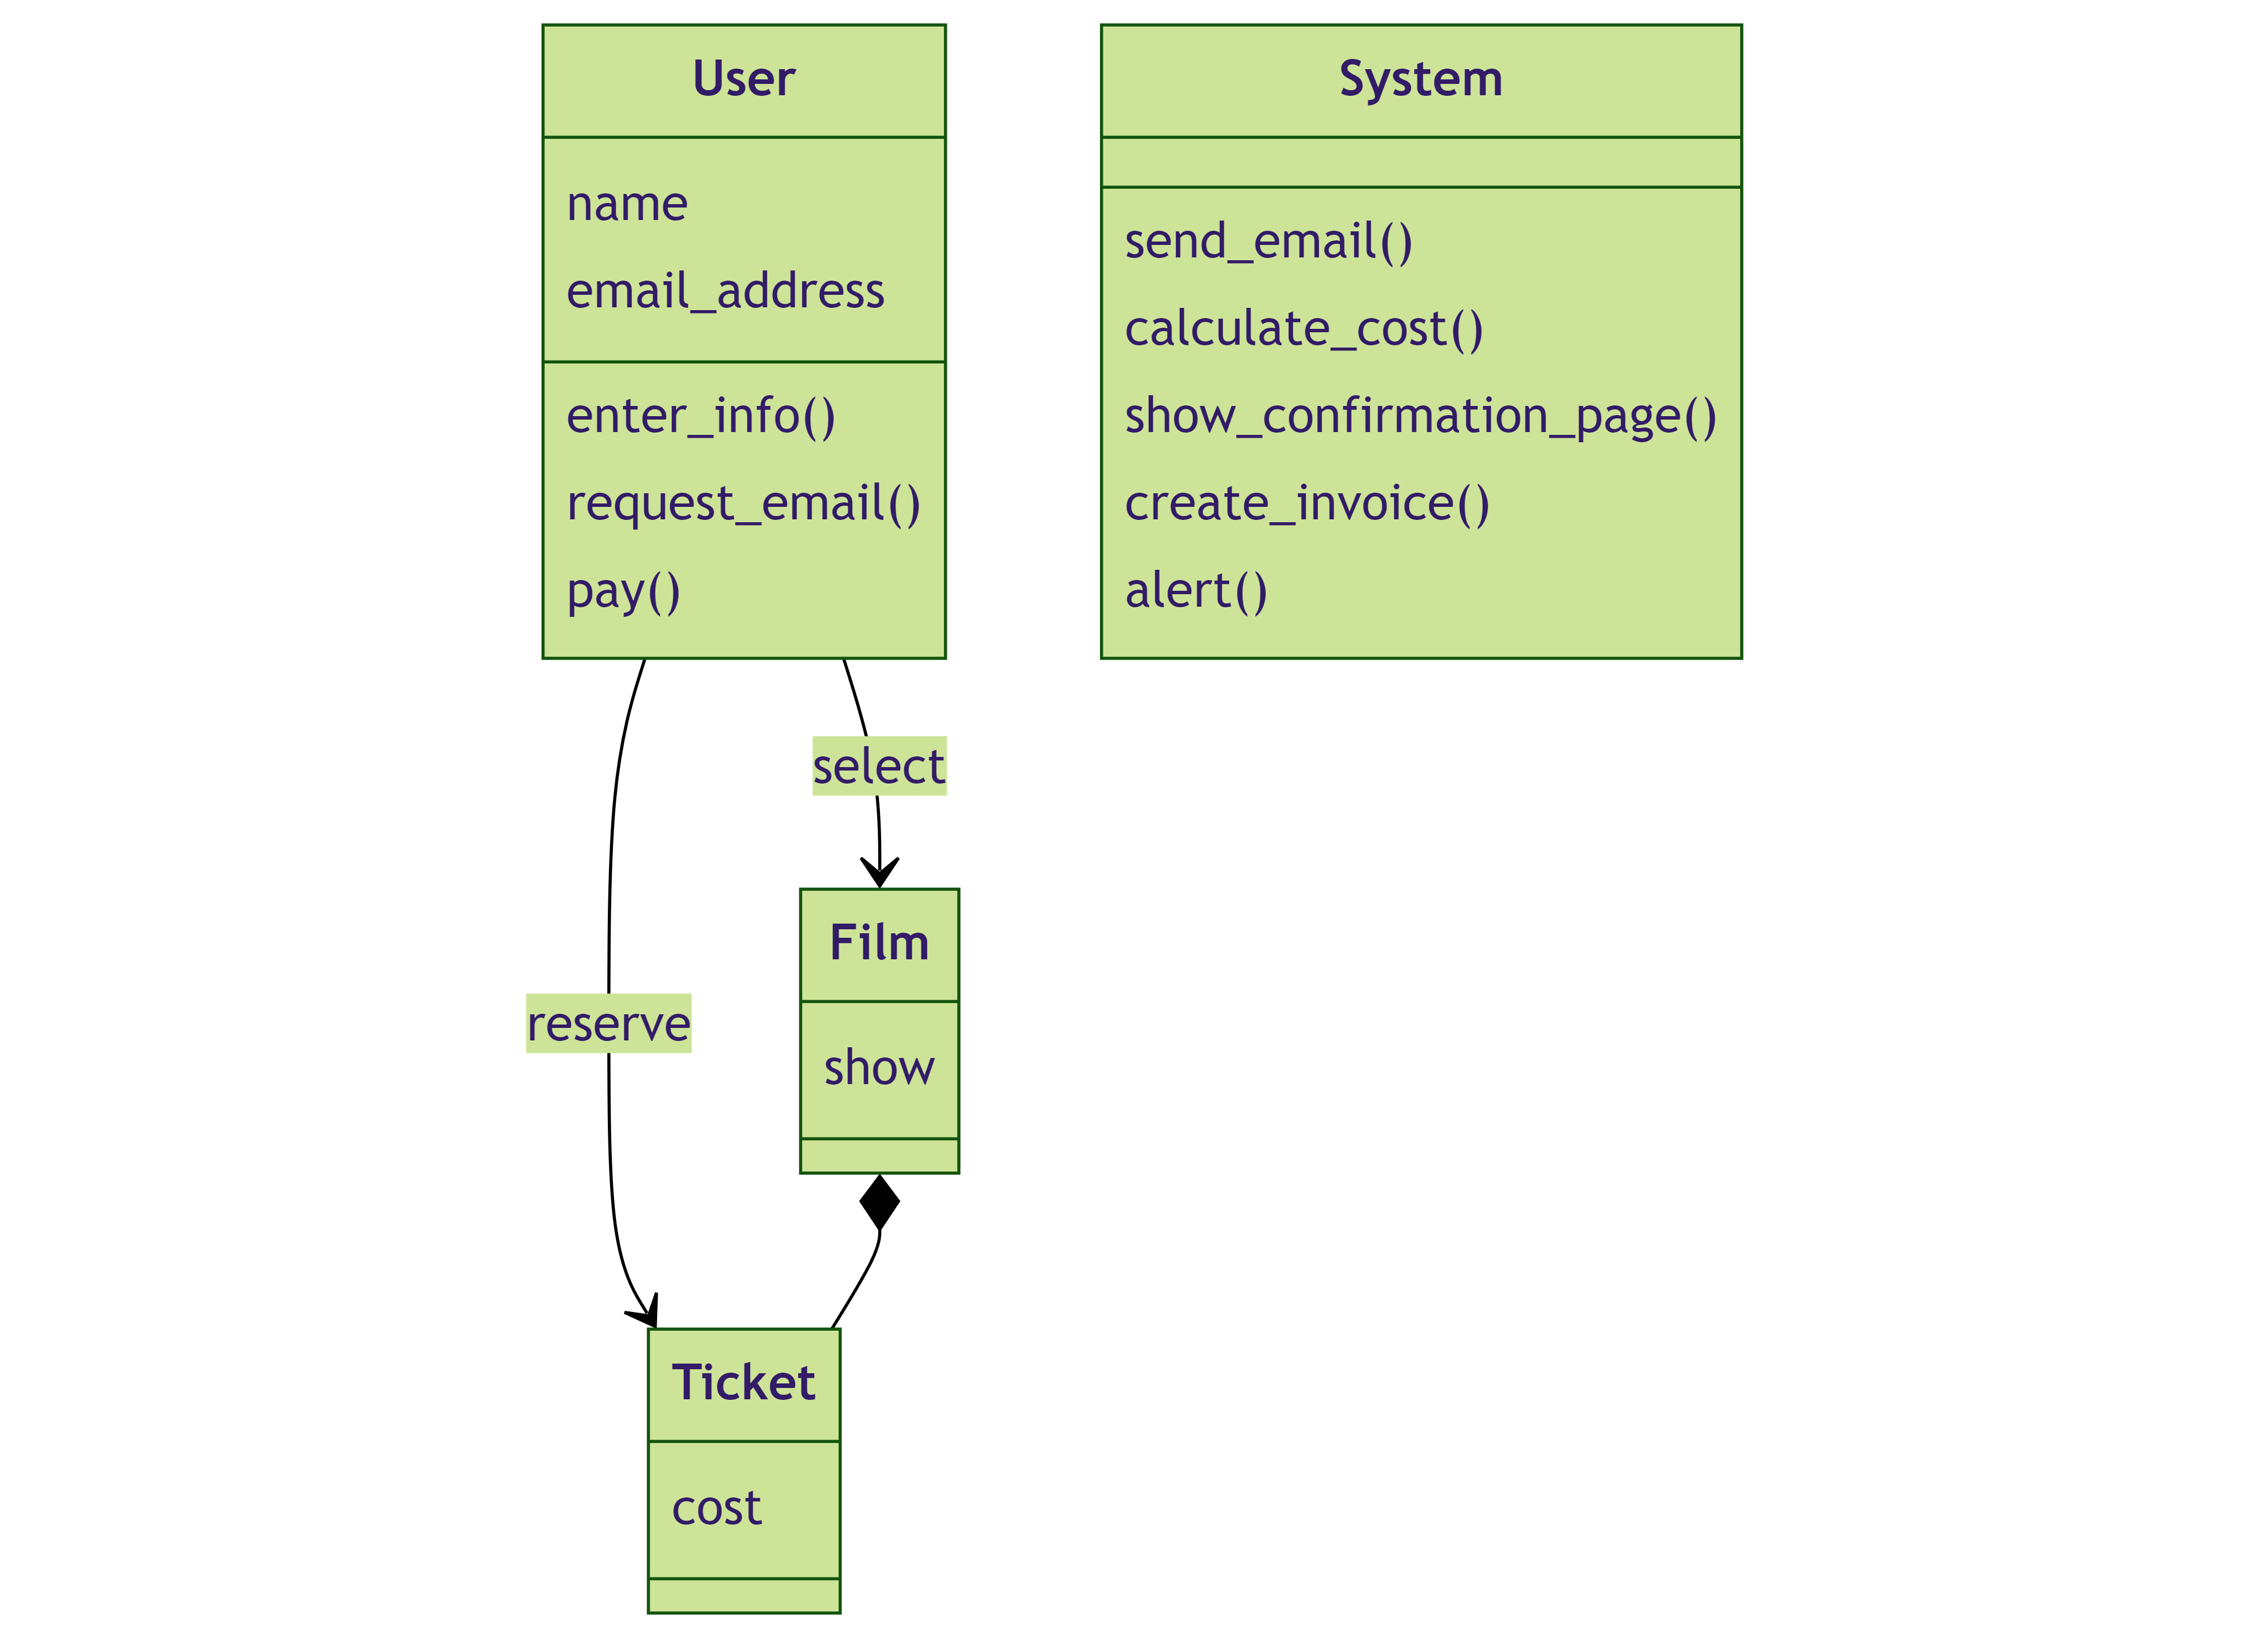 User
name
email_address
enter_info()
request_email()
pay()
System
send_email()
calculate_cost()
show_confirmation_page()
create_invoice()
alert()
select
Film
show
reserve
Ticket
cost